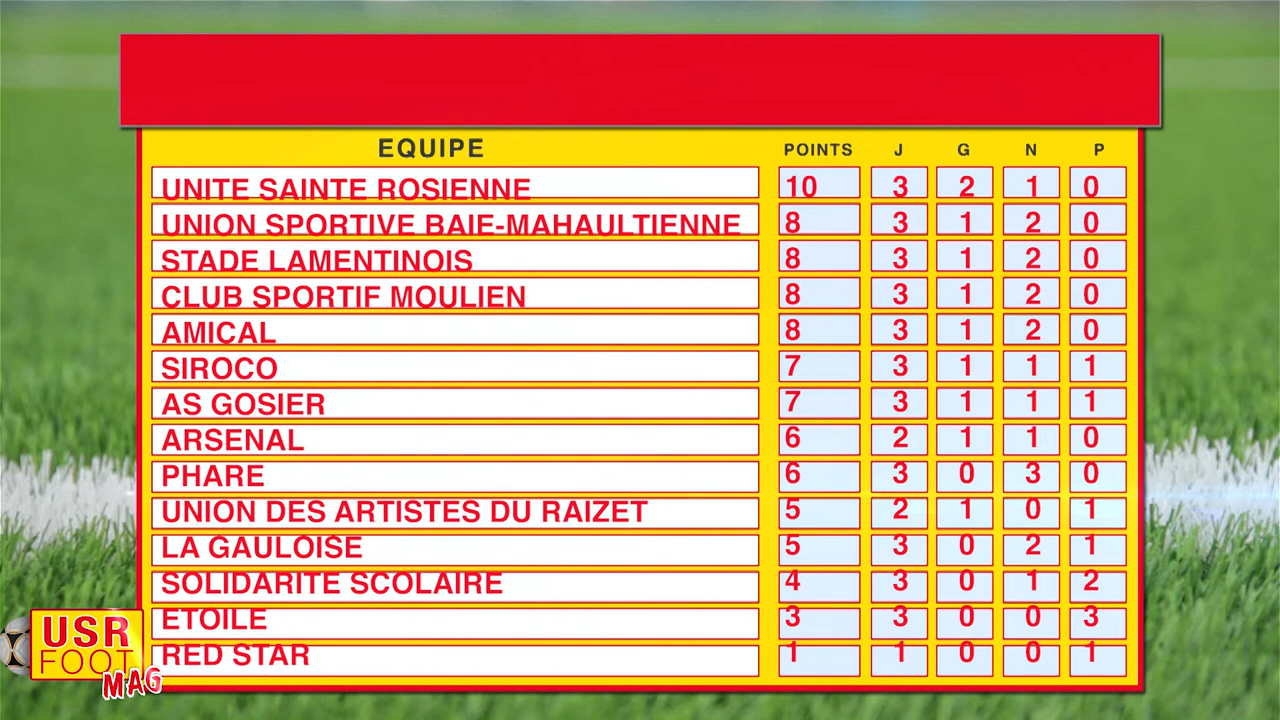 EQUIPE POINTS J G N P
UNITE SAINTE ROSIENNE 10 3 2 1 0
UNION SPORTIVE BAIE-MAHAULTIENNE 8 3 1 2 0
STADE LAMENTINOIS 8 3 1 2 0
CLUB SPORTIF MOULIEN 8 3 1 2 0
AMICAL 8 3 1 2 0
SIROCO 7 3 1 1 1
AS GOSIER 7 3 1 1 1
ARSENAL 6 2 1 1 0
PHARE 6 3 0 3 0
UNION DES ARTISTES DU RAIZET 5 2 1 0 1
LA GAULOISE 5 3 0 2 1
SOLIDARITE SCOLAIRE 4 3 0 1 2
ETOILE 3 3 0 0 3
RED STAR 1 1 0 0 1
USR
FOOT
MAG